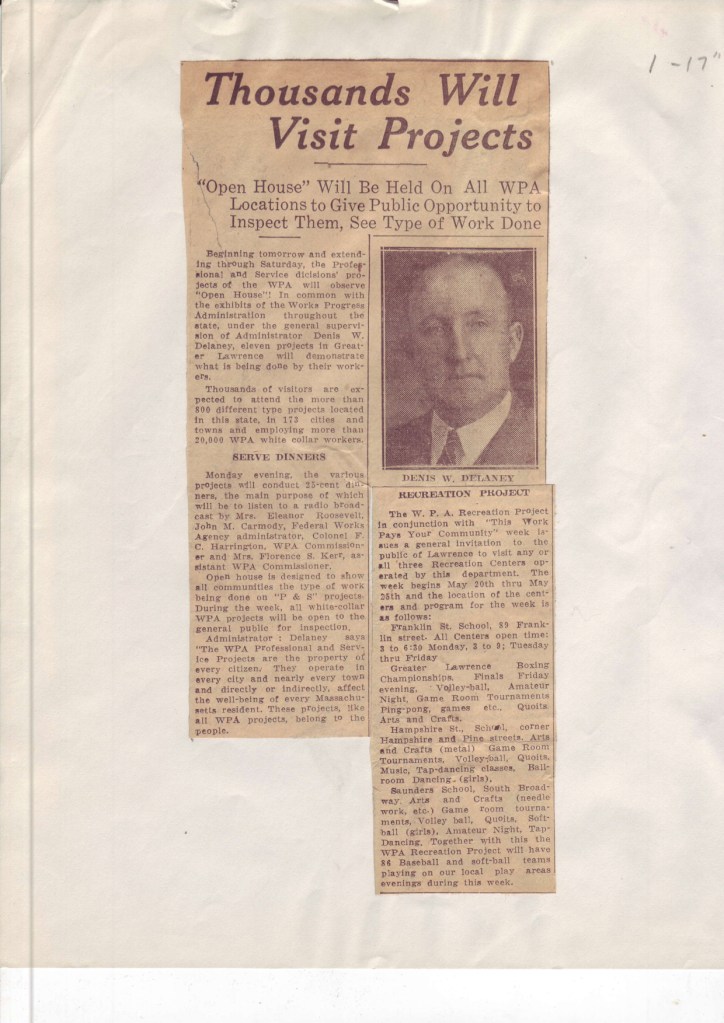 1-17"
Thousands Will
Visit Projects
"Open House" Will Be Held On All WPA
Locations to Give Public Opportunity to
Inspect Them, See Type of Work Done
Beginning tomorrow and extend-
ing through Saturday, the Profes-
sional and Service dicisions' pro-
jects of the WPA will observe
"Open House"! In common with
the exhibits of the Works Progress
Administration throughout the
state, under the general supervi-
sion of Administrator Denis W.
Delaney, eleven projects in Great-
er Lawrence will demonstrate
what is being done by their work-
ers.
Thousands of visitors are ex-
pected to attend the more than
800 different type projects located
in this state, in 173 cities and
towns and employing more than
20,000 WPA white collar workers.
SERVE DINNERS
Monday evening, the various
projects will conduct 25-cent din-
ners, the main purpose of which
will be to listen to a radio broad-
cast by Mrs. Eleanor Roosevelt,
John M. Carmody, Federal Works
Agency administrator, Colonel F.
C. Harrington, WPA Commission-
er and Mrs. Florence S. Kerr, as-
sistant WPA Commissioner.
Open house is designed to show
all communities the type of work
being done on "P & S" projects.
During the week, all white-collar
WPA projects will be open to the
general public for inspection.
Administrator : Delaney says
"The WPA Professional and Serv-
ice Projects are the property of
every citizen. They operate in
every city and nearly every town
and directly or indirectly, affect
the well-being of every Massachu-
setts resident. These projects, like
all WPA projects, belong to the
people.
DENIS W. DELANEY
RECREATION PROJECT
The W. P. A. Recreation Project
in conjunction with "This Work
Pays Your Community" week is-
sues a general invitation to the
public of Lawrence to visit any or
all three Recreation Centers op-
erated by this department. The
week begins May 20th thru May
25th and the location of the cent-
ers and program for the week is
as follows:
Franklin St. School, 89 Frank-
lin street. All Centers open time:
3 to 6:30 Monday, 3 to 9; Tuesday
thru Friday
Greater Lawrence Boxing
Championships. Finals Friday
evening, Volley-ball, Amateur
Night, Game Room Tournaments
Ping-pong, games etc., Quoits
Arts and Crafts.
Hampshire St., School, corner
Hampshire and Pine streets. Arts
and Crafts (metal) Game Room
Tournaments, Volley-ball, Quoits,
Music, Tap-dancing classes, Ball-
room Dancing, (girls),
Saunders School, South Broad-
way. Arts and Crafts (needle
work, etc.) Game room tourna-
ments, Volley ball, Quoits, Soft-
ball (girls), Amateur Night, Tap-
Dancing. Together with this the
WPA Recreation Project will have
86 Baseball and soft-ball teams
playing on our local play areas
evenings during this week.